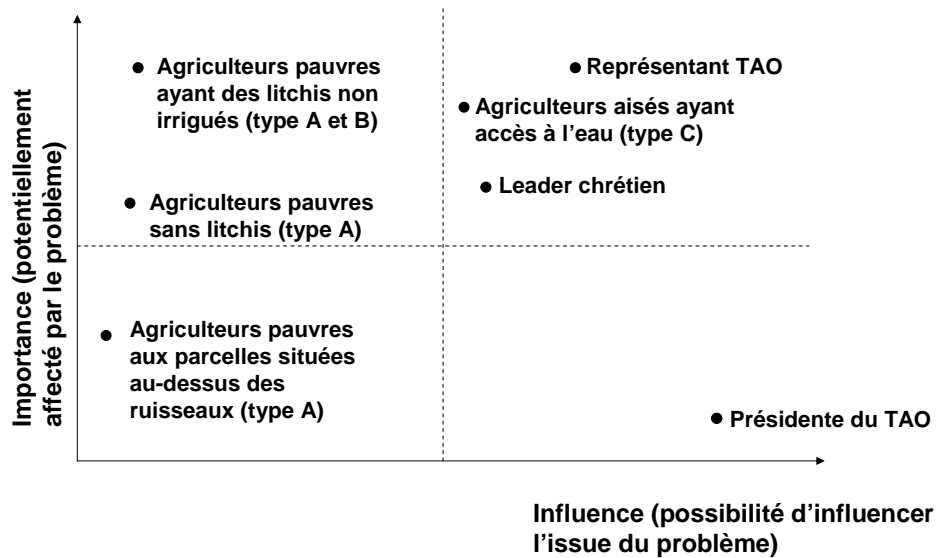 Importance (potentiellement
affecté par le problème)
Agriculteurs pauvres
ayant des litchis non
irrigués (type A et B)
Représentant TAO
Agriculteurs aisés ayant
accès à l’eau (type C)
Leader chrétien
Agriculteurs pauvres
sans litchis (type A)
Agriculteurs pauvres
aux parcelles situées
au-dessus des
ruisseaux (type A)
Présidente du TAO
Influence (possibilité d’influencer
l’issue du problème)